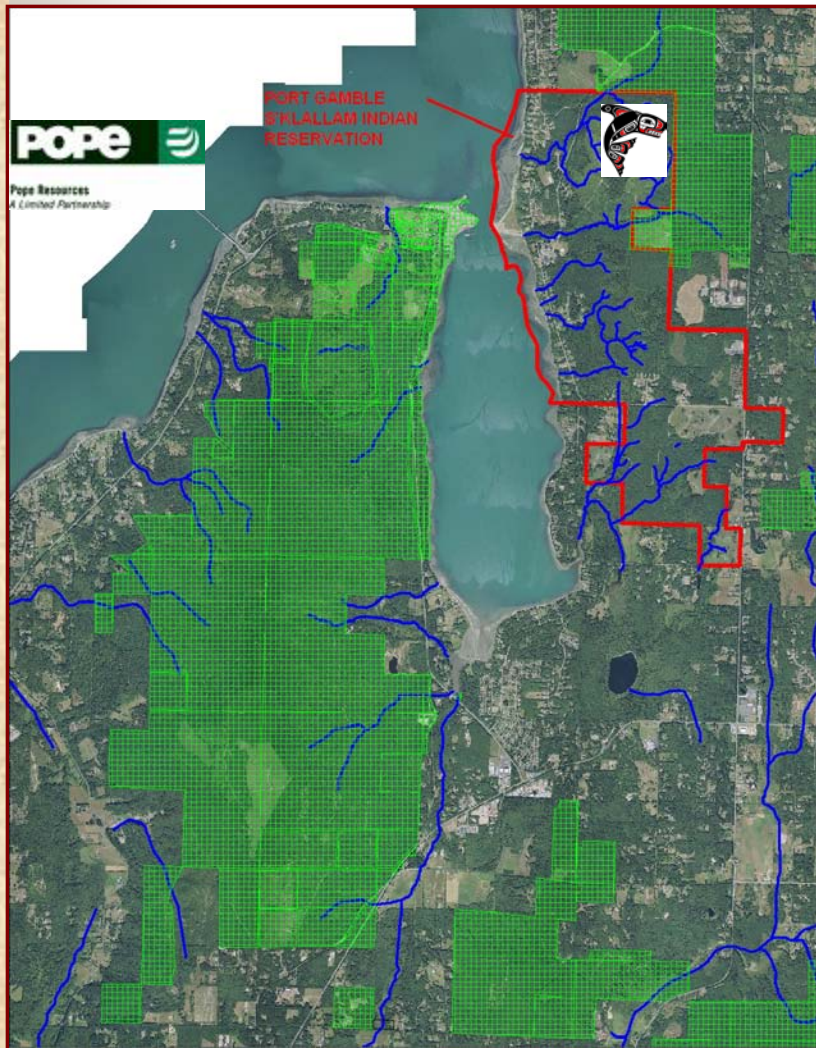 PORT GAMBLE
S'KLALLAM INDIAN
RESERVATION
POPE
Pope Resources
A Limited Partnership